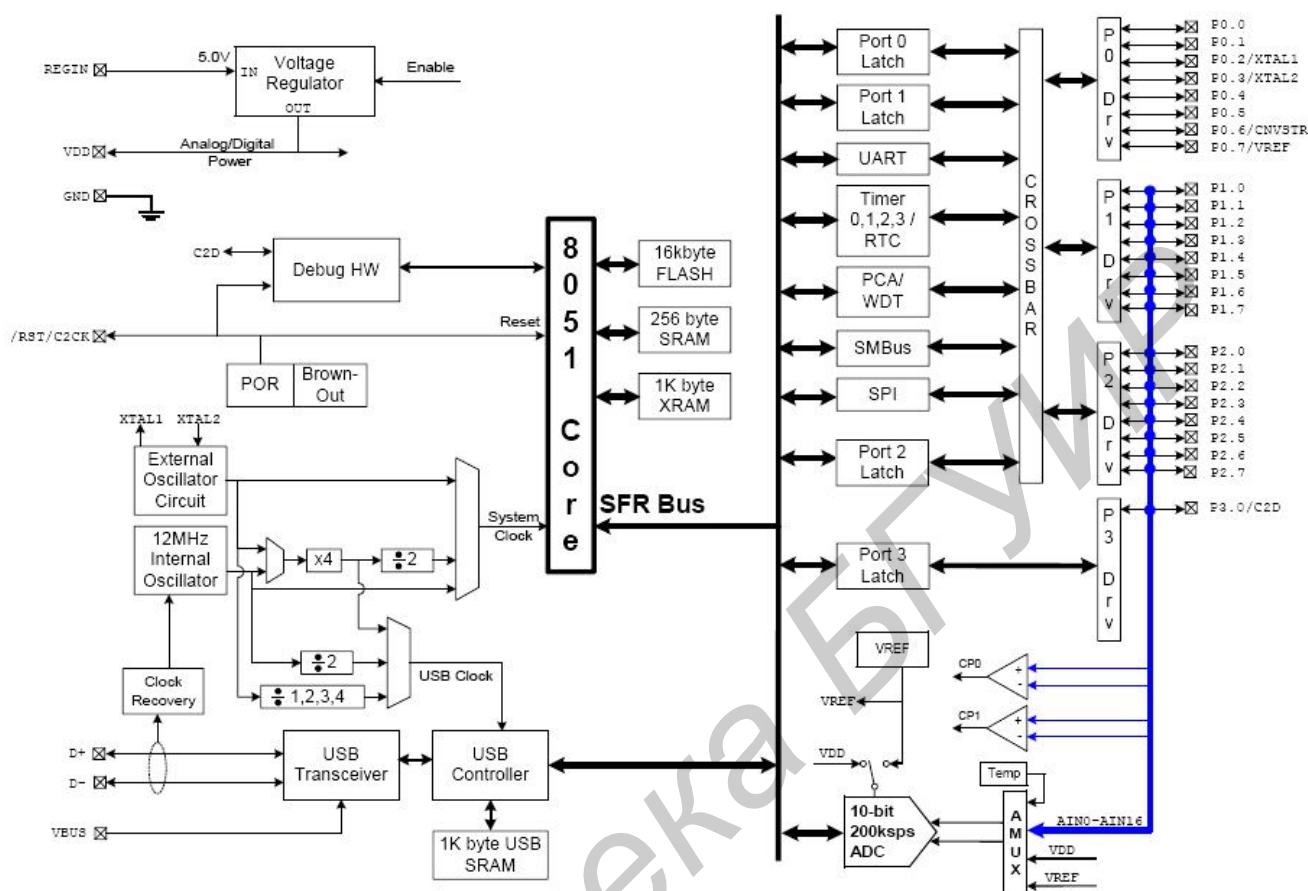 REGIN
5.0V
IN
Voltage
Regulator
OUT
Enable
VDD
Analog/Digital
Power
GND
C2D
Debug HW
/RST/C2CK
Reset
POR
Brown-
Out
XTAL1
XTAL2
External
Oscillator
Circuit
12MHz
Internal
Oscillator
x4
÷2
System
Clock
÷2
÷1,2,3,4
USB Clock
Clock
Recovery
D+
D-
VBUS
USB
Transceiver
USB
Controller
1K byte USB
SRAM
8051 Core
16kbyte
FLASH
256 byte
SRAM
1K byte
XRAM
SFR Bus
Port 0
Latch
Port 1
Latch
UART
Timer
0,1,2,3 /
RTC
PCA/
WDT
SMBus
SPI
Port 2
Latch
Port 3
Latch
CROSSBAR
P0 Drv
P0.0
P0.1
P0.2/XTAL1
P0.3/XTAL2
P0.4
P0.5
P0.6/CNVSTR
P0.7/VREF
P1 Drv
P1.0
P1.1
P1.2
P1.3
P1.4
P1.5
P1.6
P1.7
P2 Drv
P2.0
P2.1
P2.2
P2.3
P2.4
P2.5
P2.6
P2.7
P3 Drv
P3.0/C2D
VREF
VREF
VDD
CP0
+
-
CP1
+
-
Temp
10-bit
200ksps
ADC
AMUX
AIN0-AIN16
VDD
VREF
ека БГУИР